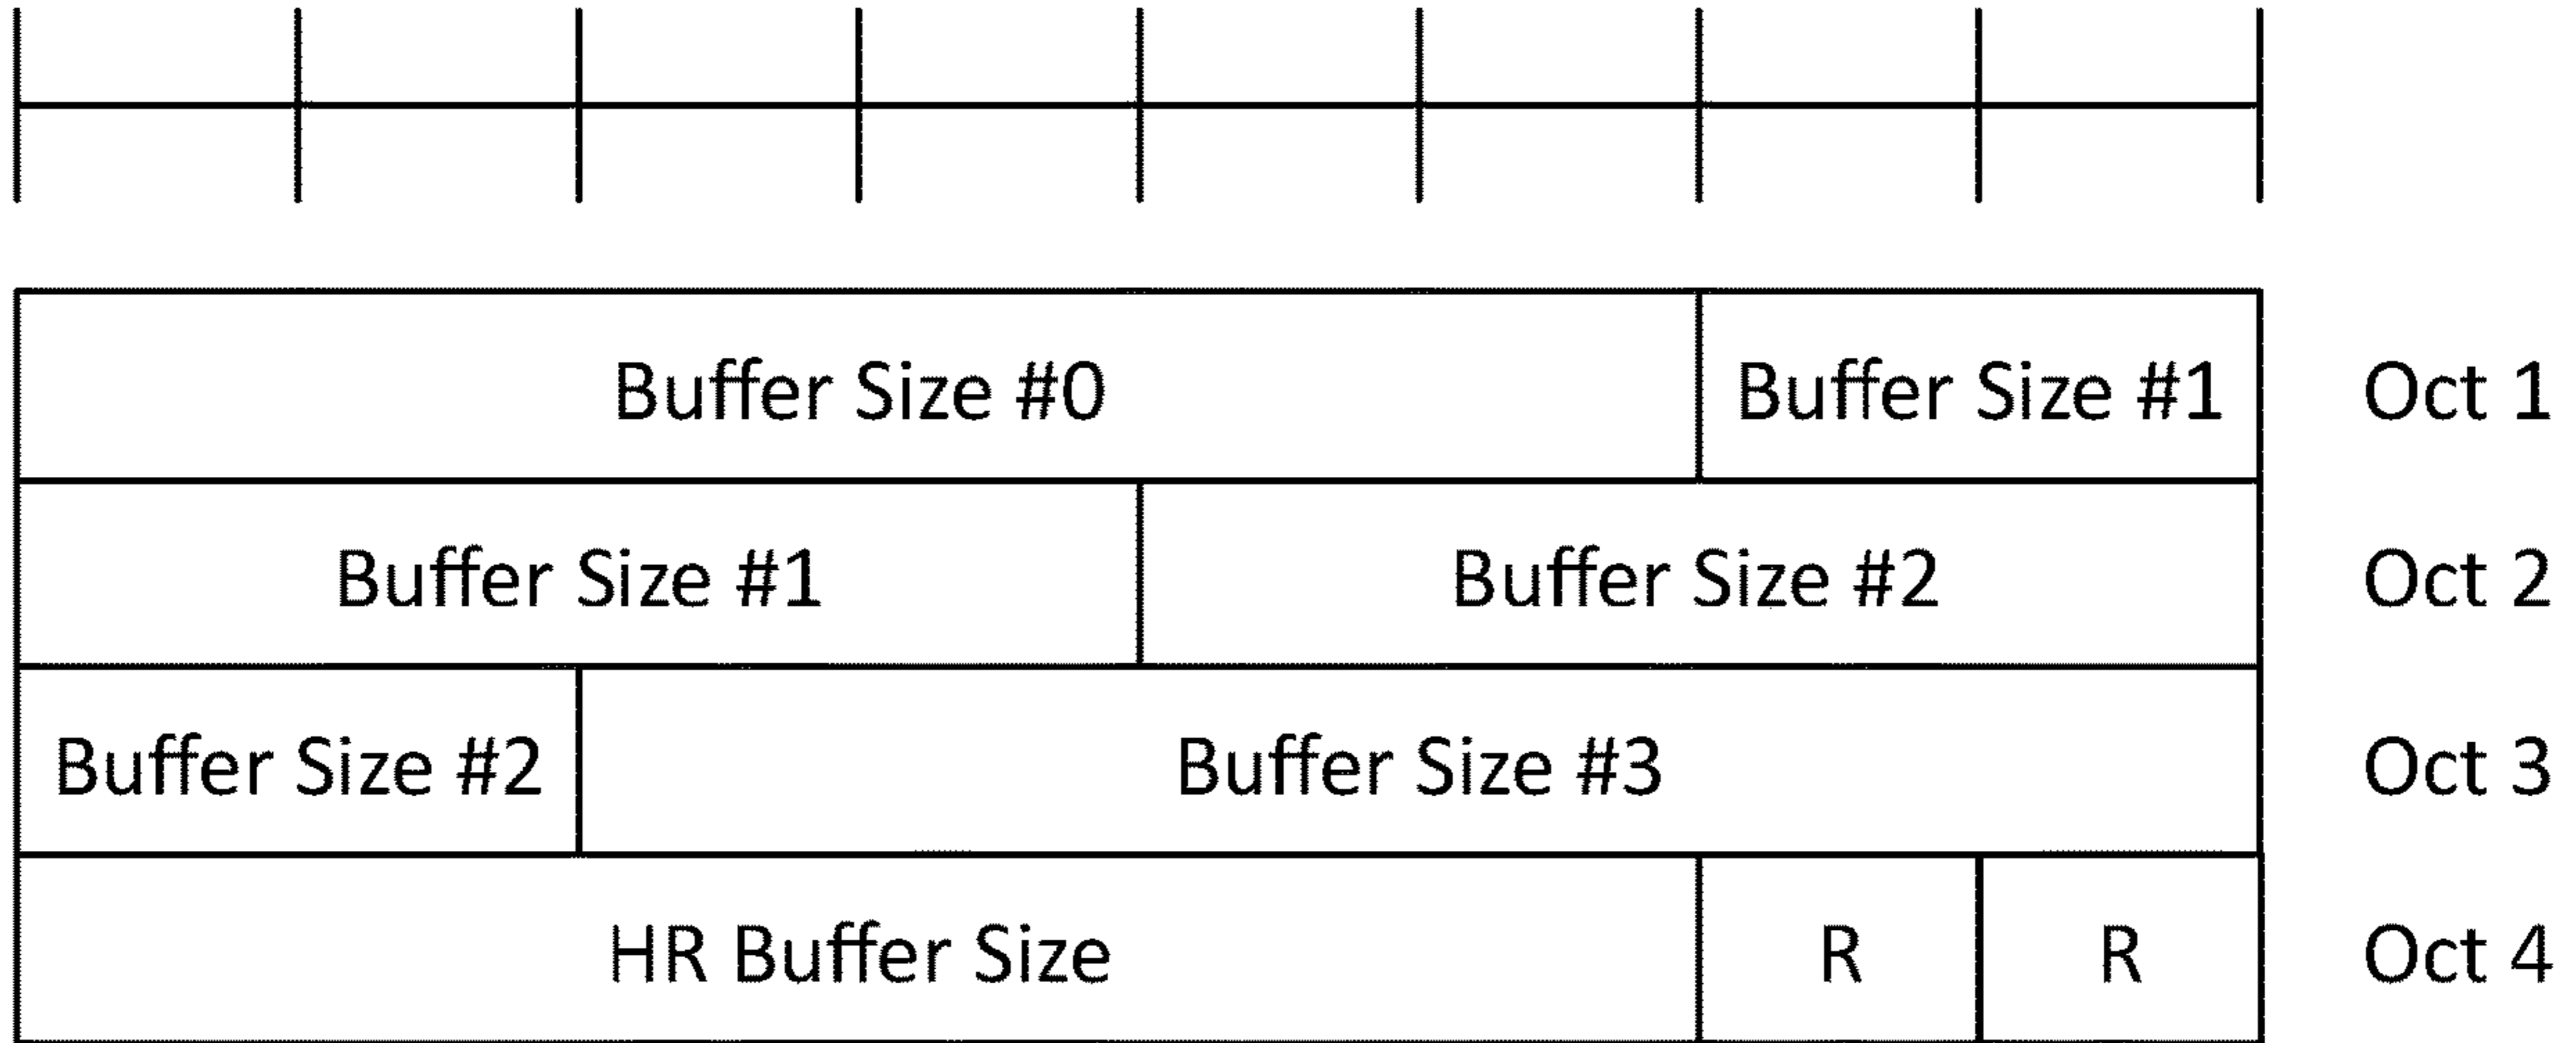 Buffer Size #0 Buffer Size #1 Oct 1
Buffer Size #1 Buffer Size #2 Oct 2
Buffer Size #2 Buffer Size #3 Oct 3
HR Buffer Size R R Oct 4